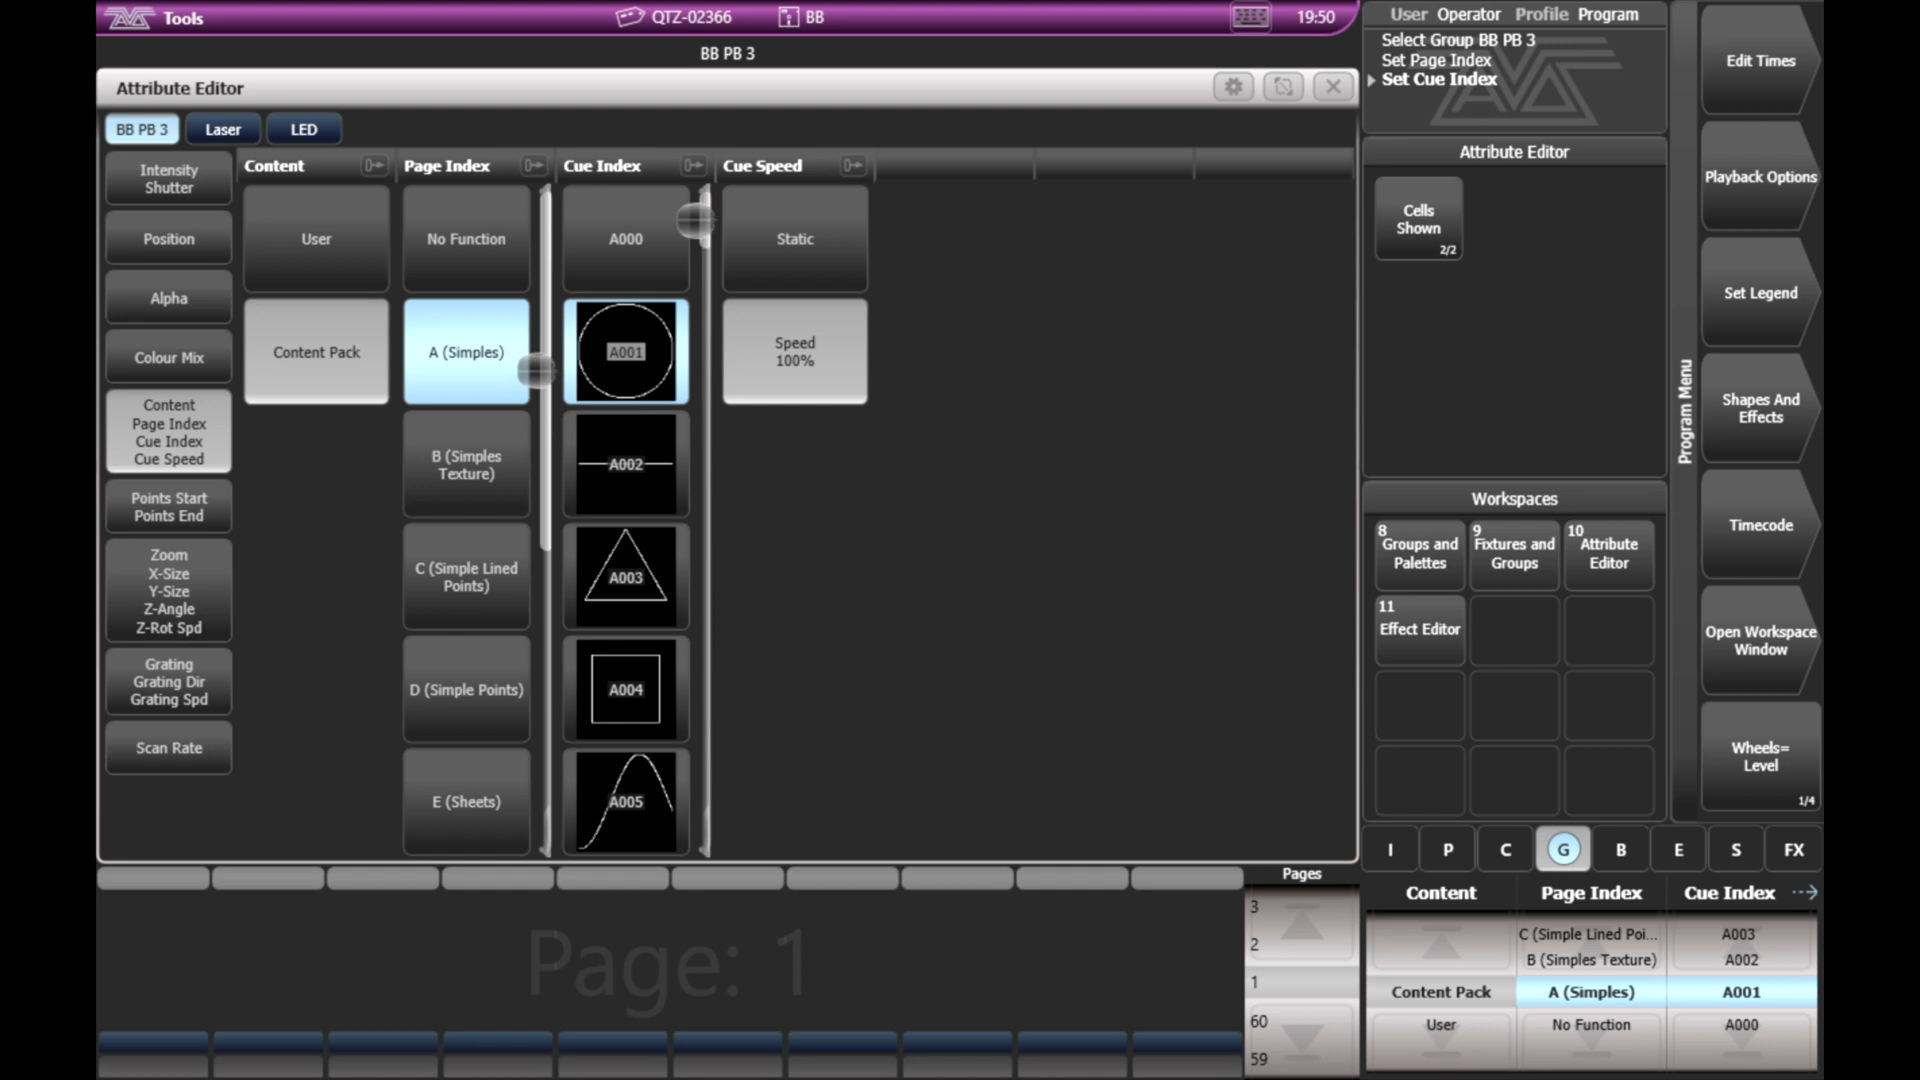 Tools
QTZ-02366
BB
19:50
BB PB 3
Attribute Editor
BB PB 3
Laser
LED
Intensity
Shutter
Position
Alpha
Colour Mix
Content
Page Index
Cue Index
Cue Speed
Points Start
Points End
Zoom
X-Size
Y-Size
Z-Angle
Z-Rot Spd
Grating
Grating Dir
Grating Spd
Scan Rate
Content
User
Content Pack
Page Index
No Function
A (Simples)
B (Simples
Texture)
C (Simple Lined
Points)
D (Simple Points)
E (Sheets)
Cue Index
A000
A001
A002
A003
A004
A005
Cue Speed
Static
Speed
100%
Page: 1
Pages
3
2
1
60
59
User Operator Profile Program
Select Group BB PB 3
Set Page Index
Set Cue Index
Attribute Editor
Cells
Shown
2/2
Workspaces
8
Groups and
Palettes
9
Fixtures and
Groups
10
Attribute
Editor
11
Effect Editor
Program Menu
Edit Times
Playback Options
Set Legend
Shapes And
Effects
Timecode
Open Workspace
Window
Wheels=
Level
1/4
I P C G B E S FX
Content Page Index Cue Index
C (Simple Lined Poi... A003
B (Simples Texture) A002
Content Pack A (Simples) A001
User No Function A000